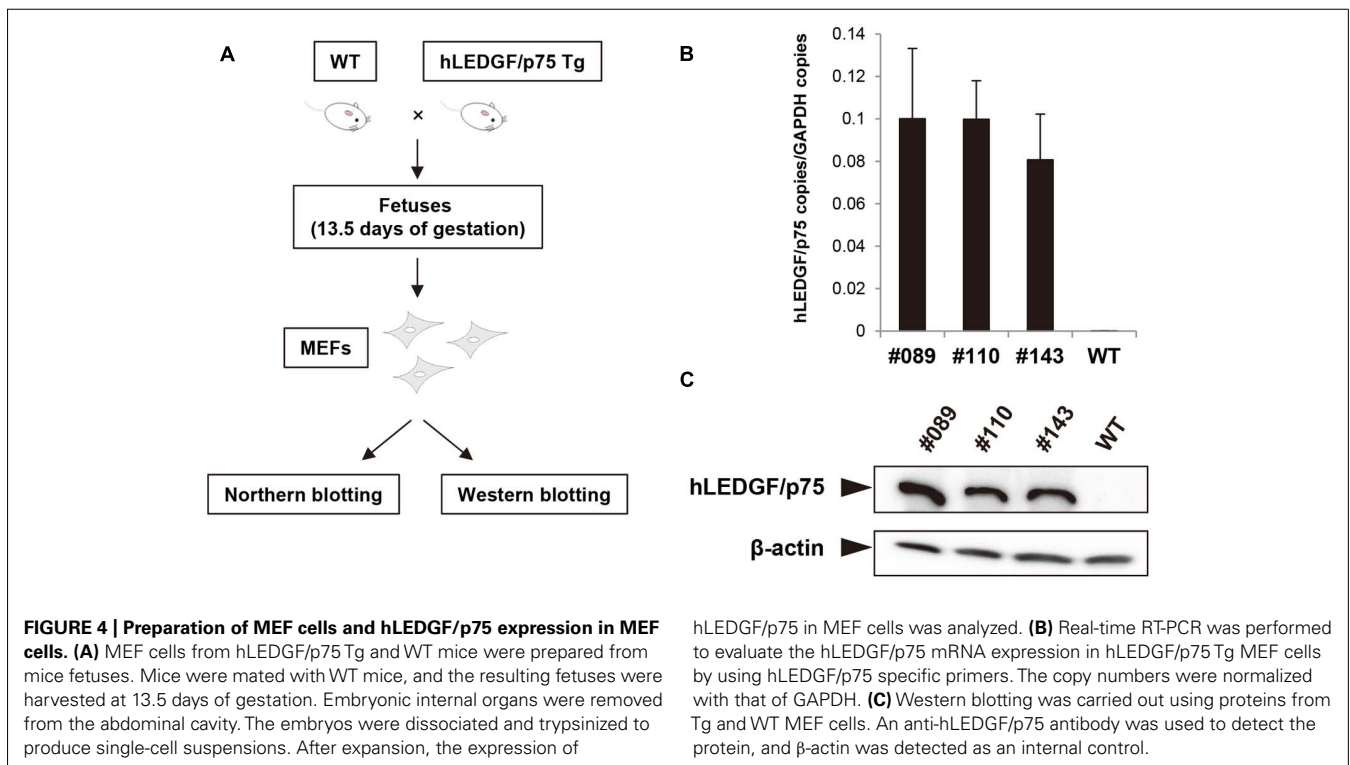 A
WT
hLEDGF/p75 Tg
×
Fetuses
(13.5 days of gestation)
MEFs
Northern blotting
Western blotting
B
hLEDGF/p75 copies/GAPDH copies
0.14
0.12
0.1
0.08
0.06
0.04
0.02
0
#089
#110
#143
WT
C
#089
#110
#143
WT
hLEDGF/p75
β-actin
FIGURE 4 | Preparation of MEF cells and hLEDGF/p75 expression in MEF
cells. (A) MEF cells from hLEDGF/p75 Tg and WT mice were prepared from
mice fetuses. Mice were mated with WT mice, and the resulting fetuses were
harvested at 13.5 days of gestation. Embryonic internal organs were removed
from the abdominal cavity. The embryos were dissociated and trypsinized to
produce single-cell suspensions. After expansion, the expression of
hLEDGF/p75 in MEF cells was analyzed. (B) Real-time RT-PCR was performed
to evaluate the hLEDGF/p75 mRNA expression in hLEDGF/p75 Tg MEF cells
by using hLEDGF/p75 specific primers. The copy numbers were normalized
with that of GAPDH. (C) Western blotting was carried out using proteins from
Tg and WT MEF cells. An anti-hLEDGF/p75 antibody was used to detect the
protein, and β-actin was detected as an internal control.